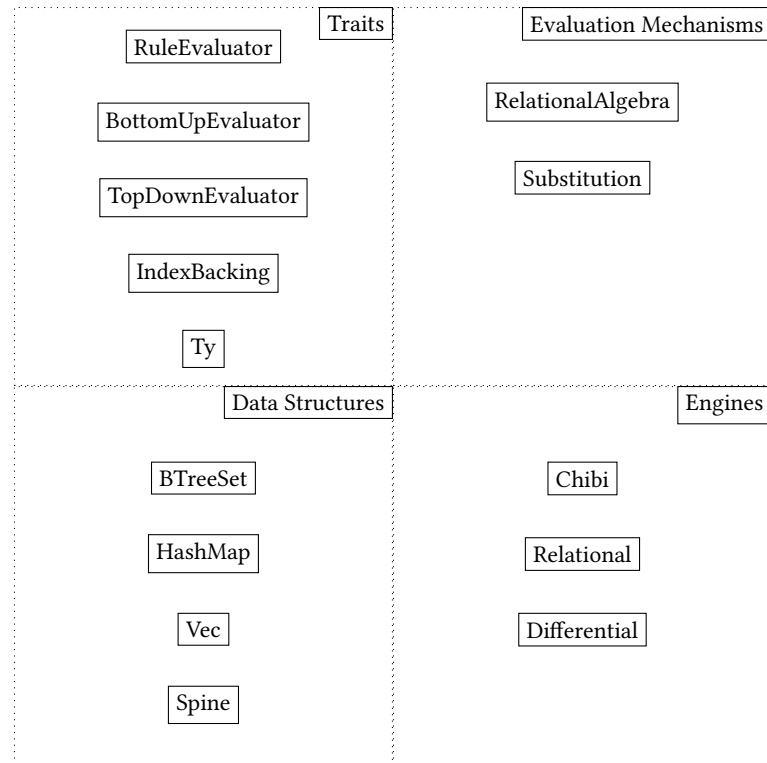 Traits
RuleEvaluator
BottomUpEvaluator
TopDownEvaluator
IndexBacking
Ty
Evaluation Mechanisms
RelationalAlgebra
Substitution
Data Structures
BTreeSet
HashMap
Vec
Spine
Engines
Chibi
Relational
Differential